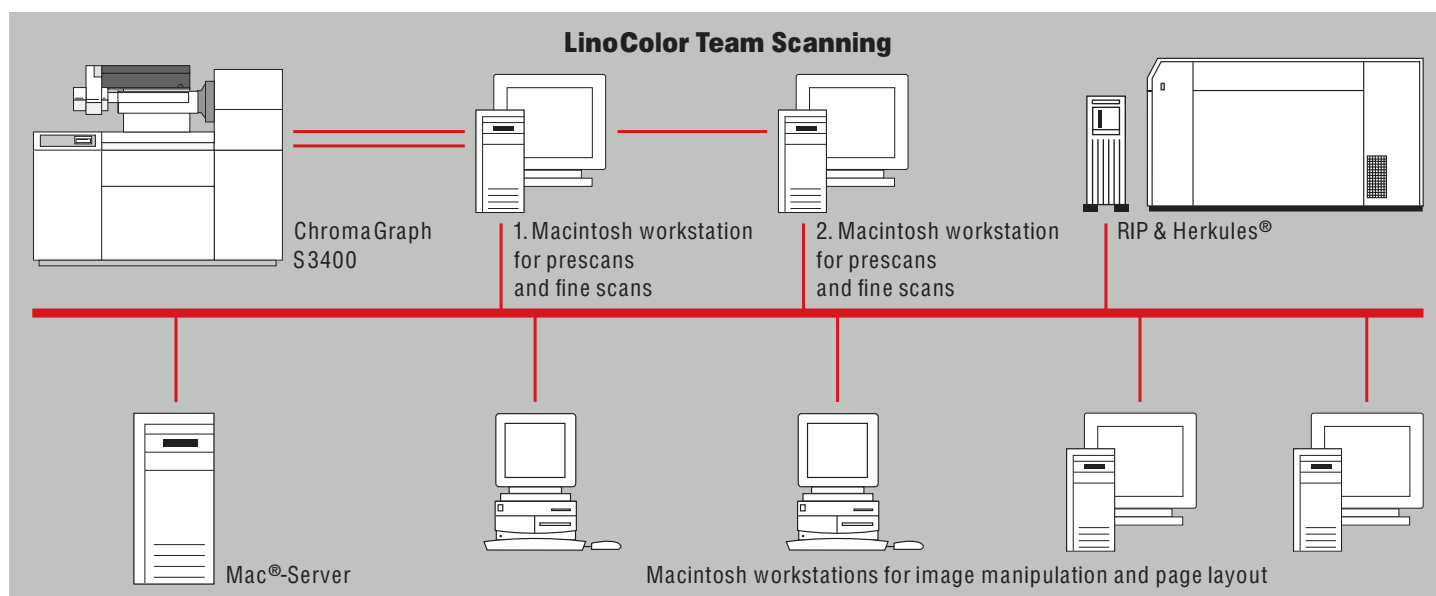 LinoColor Team Scanning
ChromaGraph
S3400
1. Macintosh workstation
for prescans
and fine scans
2. Macintosh workstation
for prescans
and fine scans
RIP & Herkules®
Mac®-Server
Macintosh workstations for image manipulation and page layout